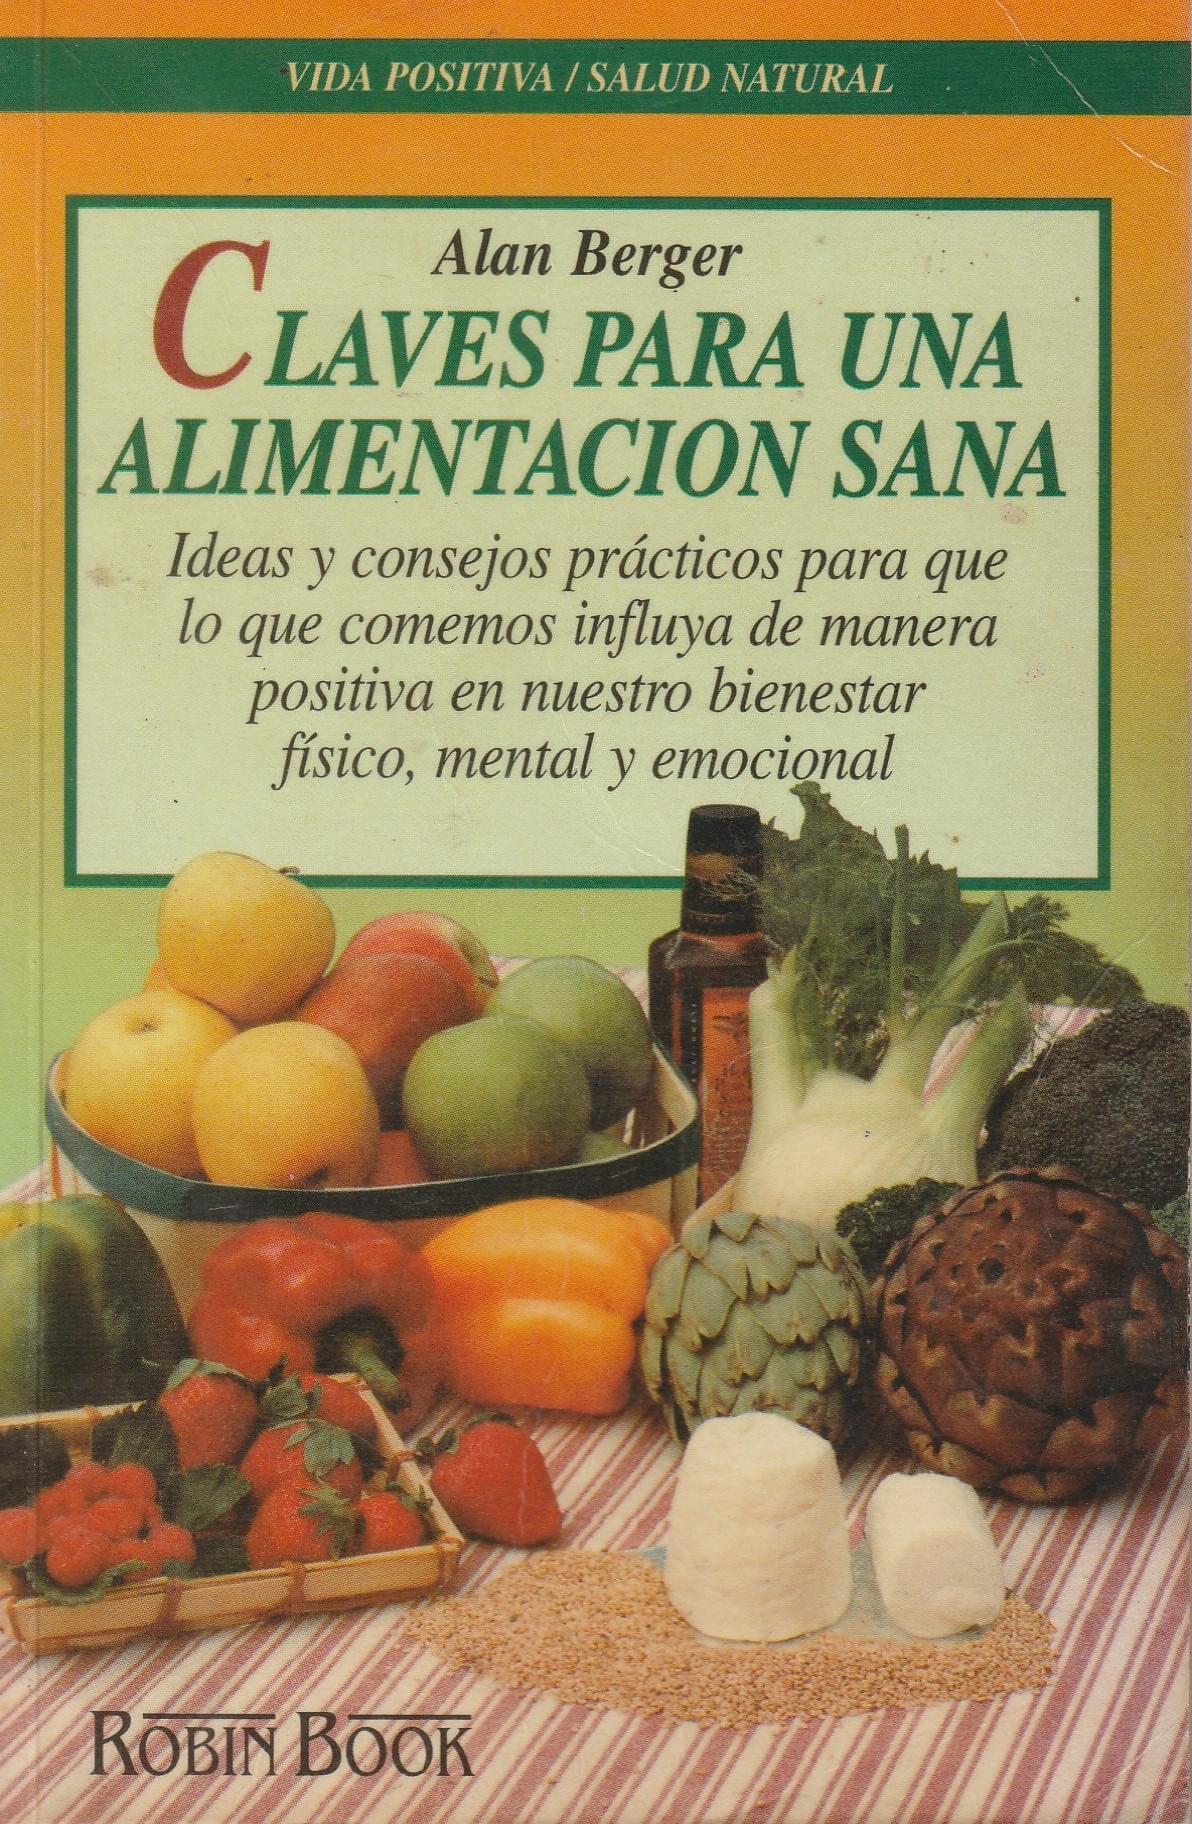 VIDA POSITIVA / SALUD NATURAL
Alan Berger
CLAVES PARA UNA
ALIMENTACION SANA
Ideas y consejos prácticos para que
lo que comemos influya de manera
positiva en nuestro bienestar
físico, mental y emocional
ROBIN BOOK